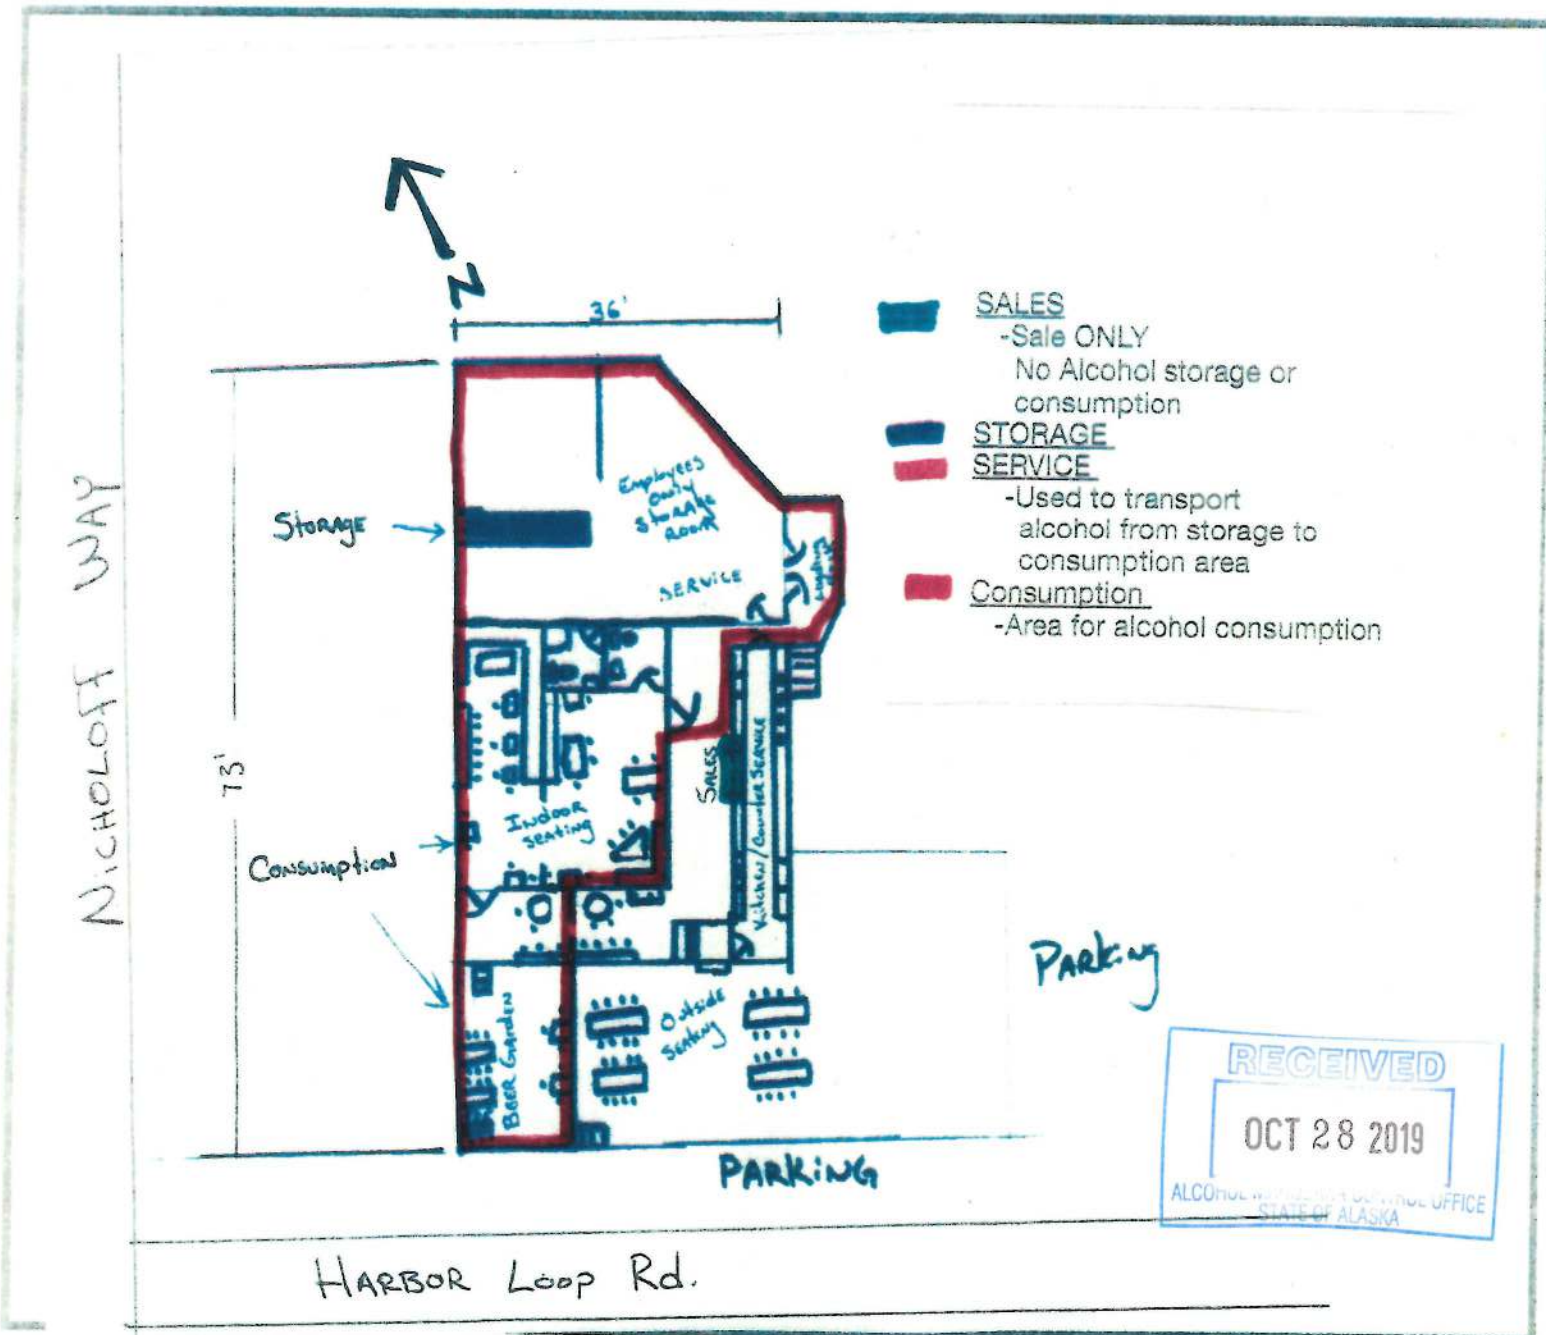 N
36'
SALES
-Sale ONLY
No Alcohol storage or
consumption
STORAGE
SERVICE
-Used to transport
alcohol from storage to
consumption area
Consumption
-Area for alcohol consumption
Employees
Only
Storage
Room
Storage
SERVICE
NICHOLOFF WAY
73'
SALES
Kitchen/Counter Service
Indoor
Seating
Consumption
Parking
BEER GARDEN
Outside
Seating
RECEIVED
OCT 28 2019
ALCOHOL CONTROL OFFICE
STATE OF ALASKA
PARKING
HARBOR Loop Rd.